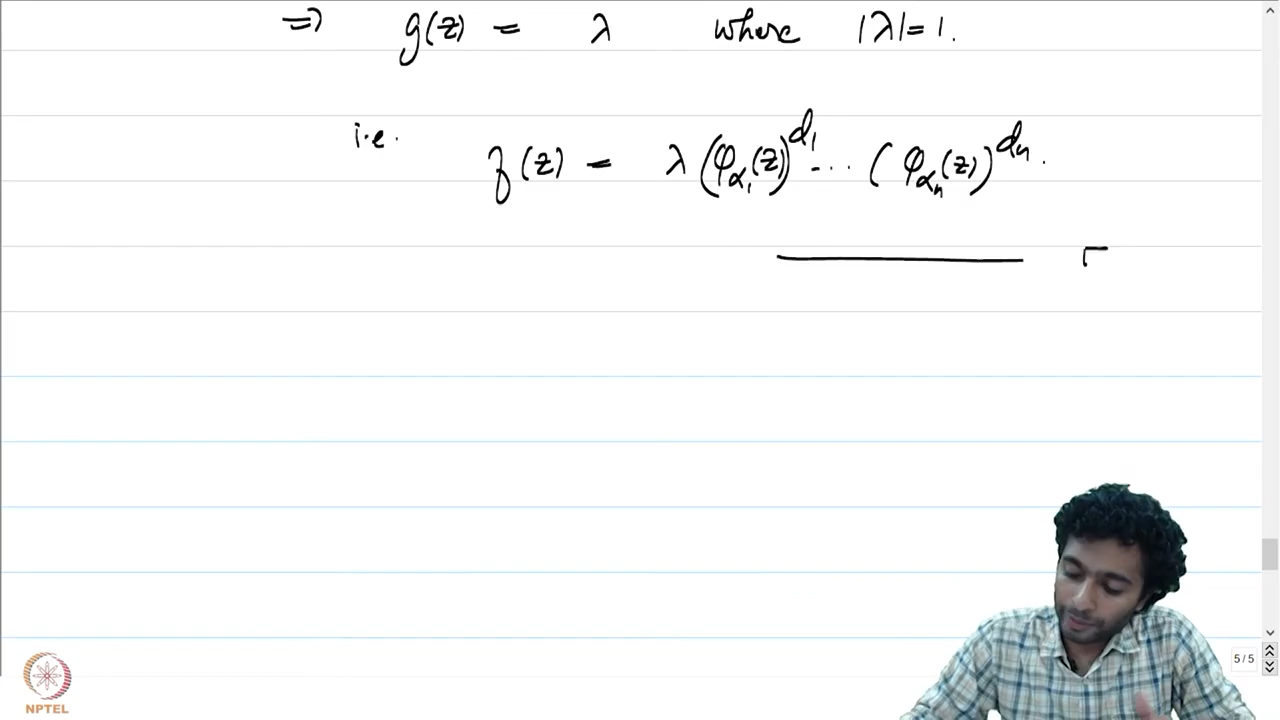 ⇒ g(z) = λ where |λ| = 1.
i.e. f(z) = λ (φ_{α_1}(z))^{d_1} ... (φ_{α_n}(z))^{d_n}.
5 / 5
NPTEL